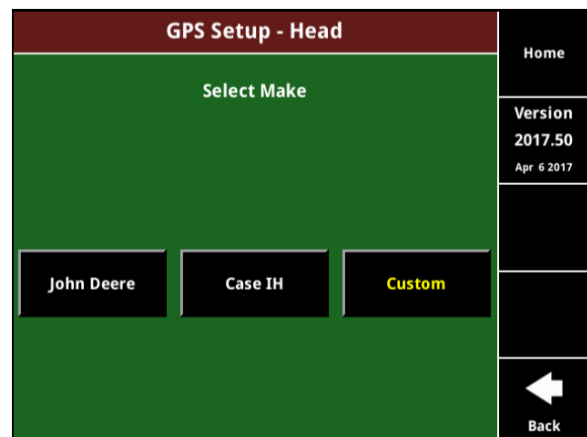 GPS Setup - Head
Home
Select Make
Version
2017.50
Apr 6 2017
John Deere
Case IH
Custom
Back